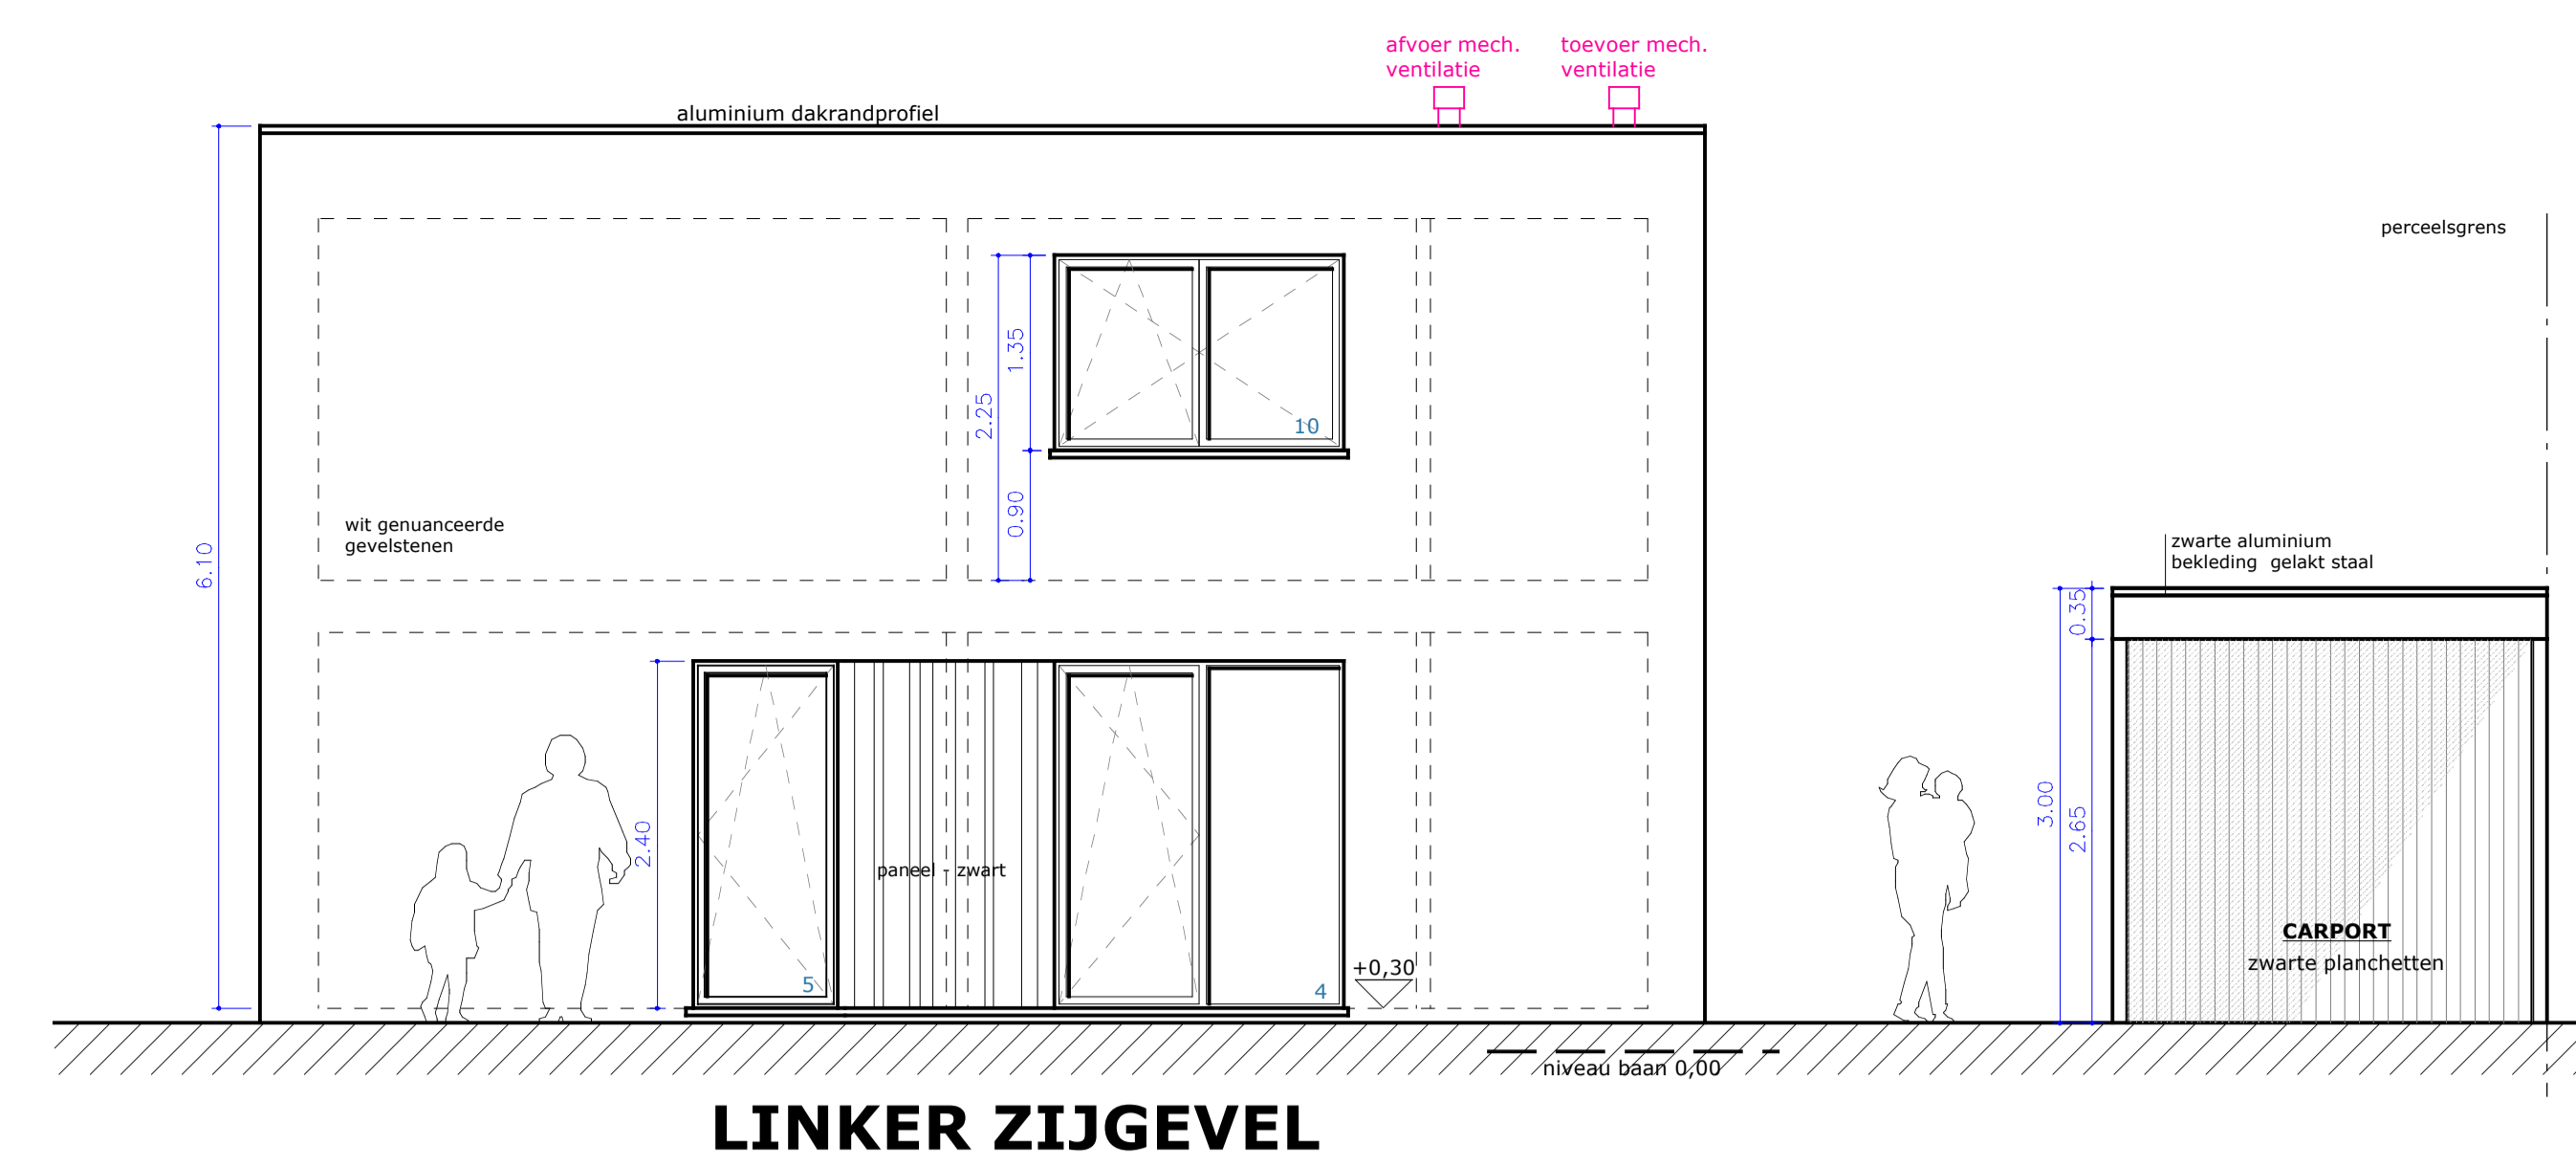 afvoer mech.
ventilatie
toevoer mech.
ventilatie
aluminium dakrandprofiel
perceelsgrens
1.35
2.25
10
0.90
wit genuanceerde
gevelstenen
6.10
zwarte aluminium
bekleding gelakt staal
0.35
3.00
2.65
2.40
paneel - zwart
CARPORT
zwarte planchetten
5
4
+0,30
niveau baan 0,00
LINKER ZIJGEVEL